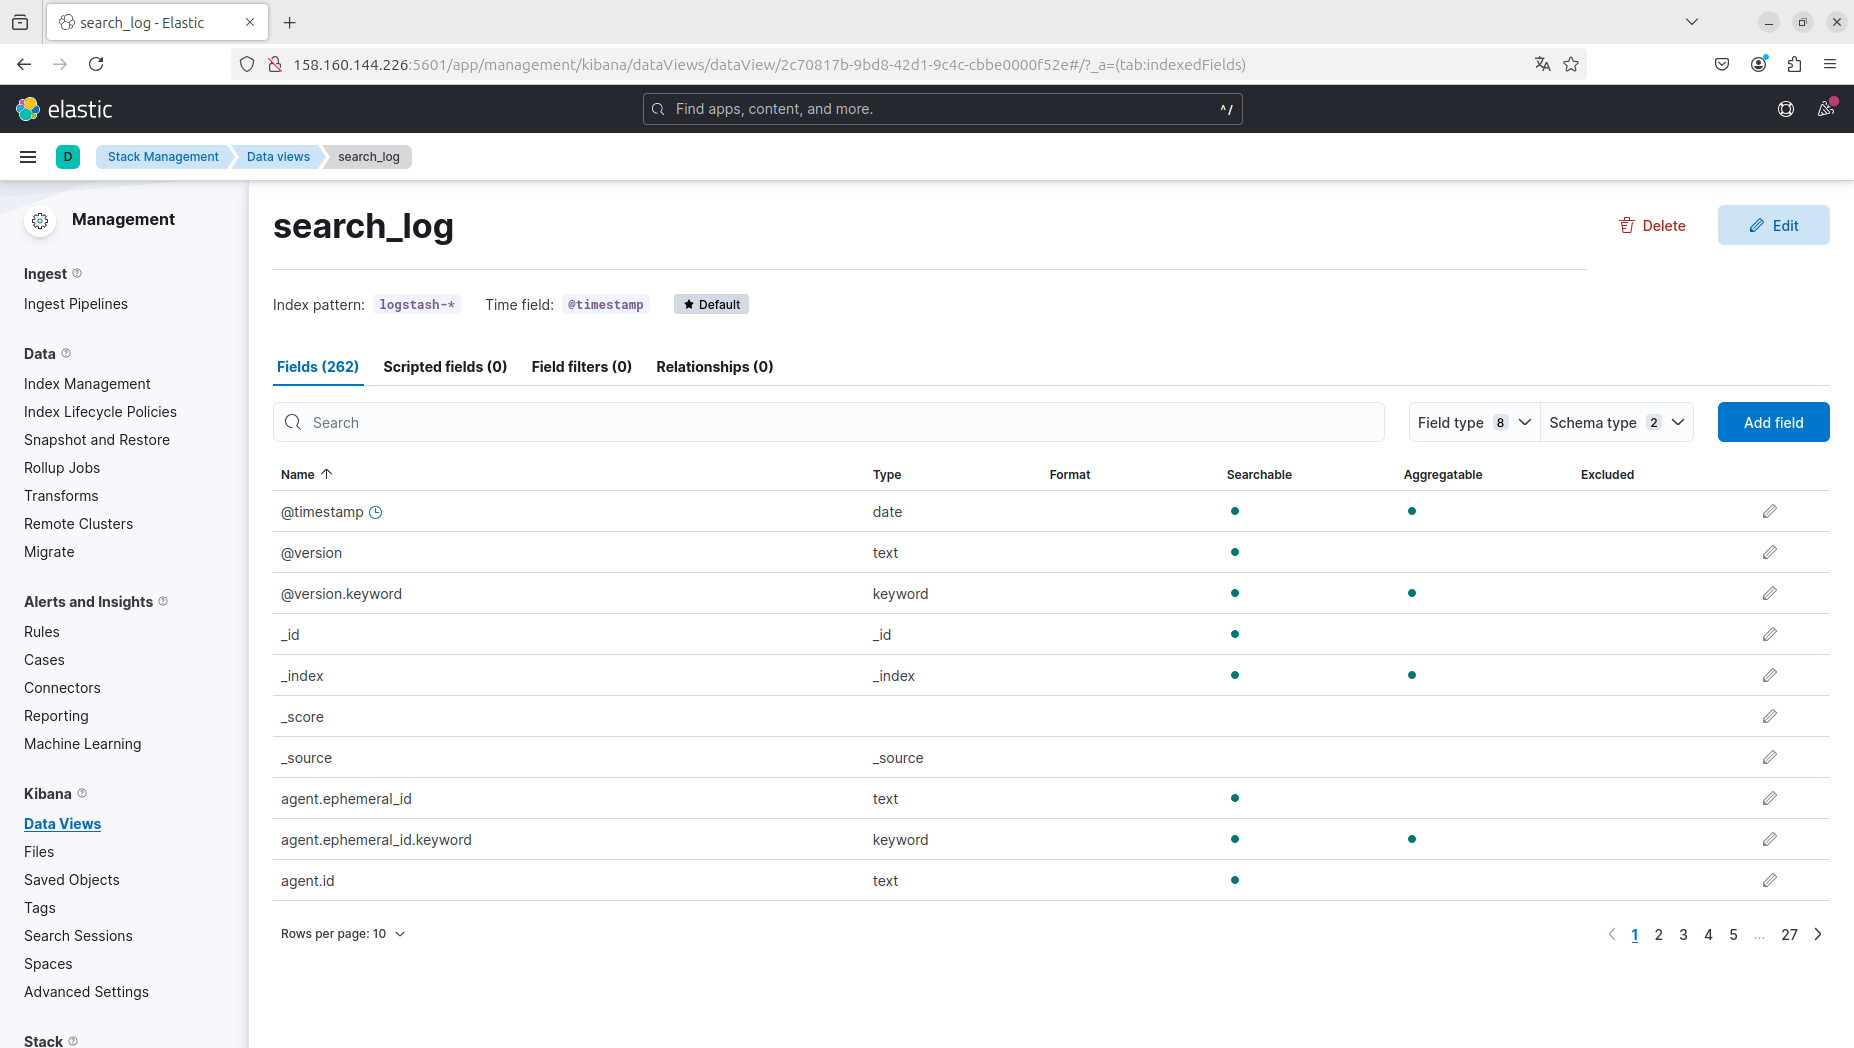 search_log - Elastic
158.160.144.226:5601/app/management/kibana/dataViews/dataView/2c70817b-9bd8-42d1-9c4c-cbbe0000f52e#/?_a=(tab:indexedFields)
elastic
Find apps, content, and more.
^/
D
Stack Management
Data views
search_log
Management
Ingest
Ingest Pipelines
Data
Index Management
Index Lifecycle Policies
Snapshot and Restore
Rollup Jobs
Transforms
Remote Clusters
Migrate
Alerts and Insights
Rules
Cases
Connectors
Reporting
Machine Learning
Kibana
Data Views
Files
Saved Objects
Tags
Search Sessions
Spaces
Advanced Settings
Stack
search_log
Delete
Edit
Index pattern: logstash-* Time field: @timestamp Default
Fields (262) Scripted fields (0) Field filters (0) Relationships (0)
Search
Field type 8
Schema type 2
Add field
Name Type Format Searchable Aggregatable Excluded
@timestamp date
@version text
@version.keyword keyword
_id _id
_index _index
_score
_source _source
agent.ephemeral_id text
agent.ephemeral_id.keyword keyword
agent.id text
Rows per page: 10
1 2 3 4 5 ... 27